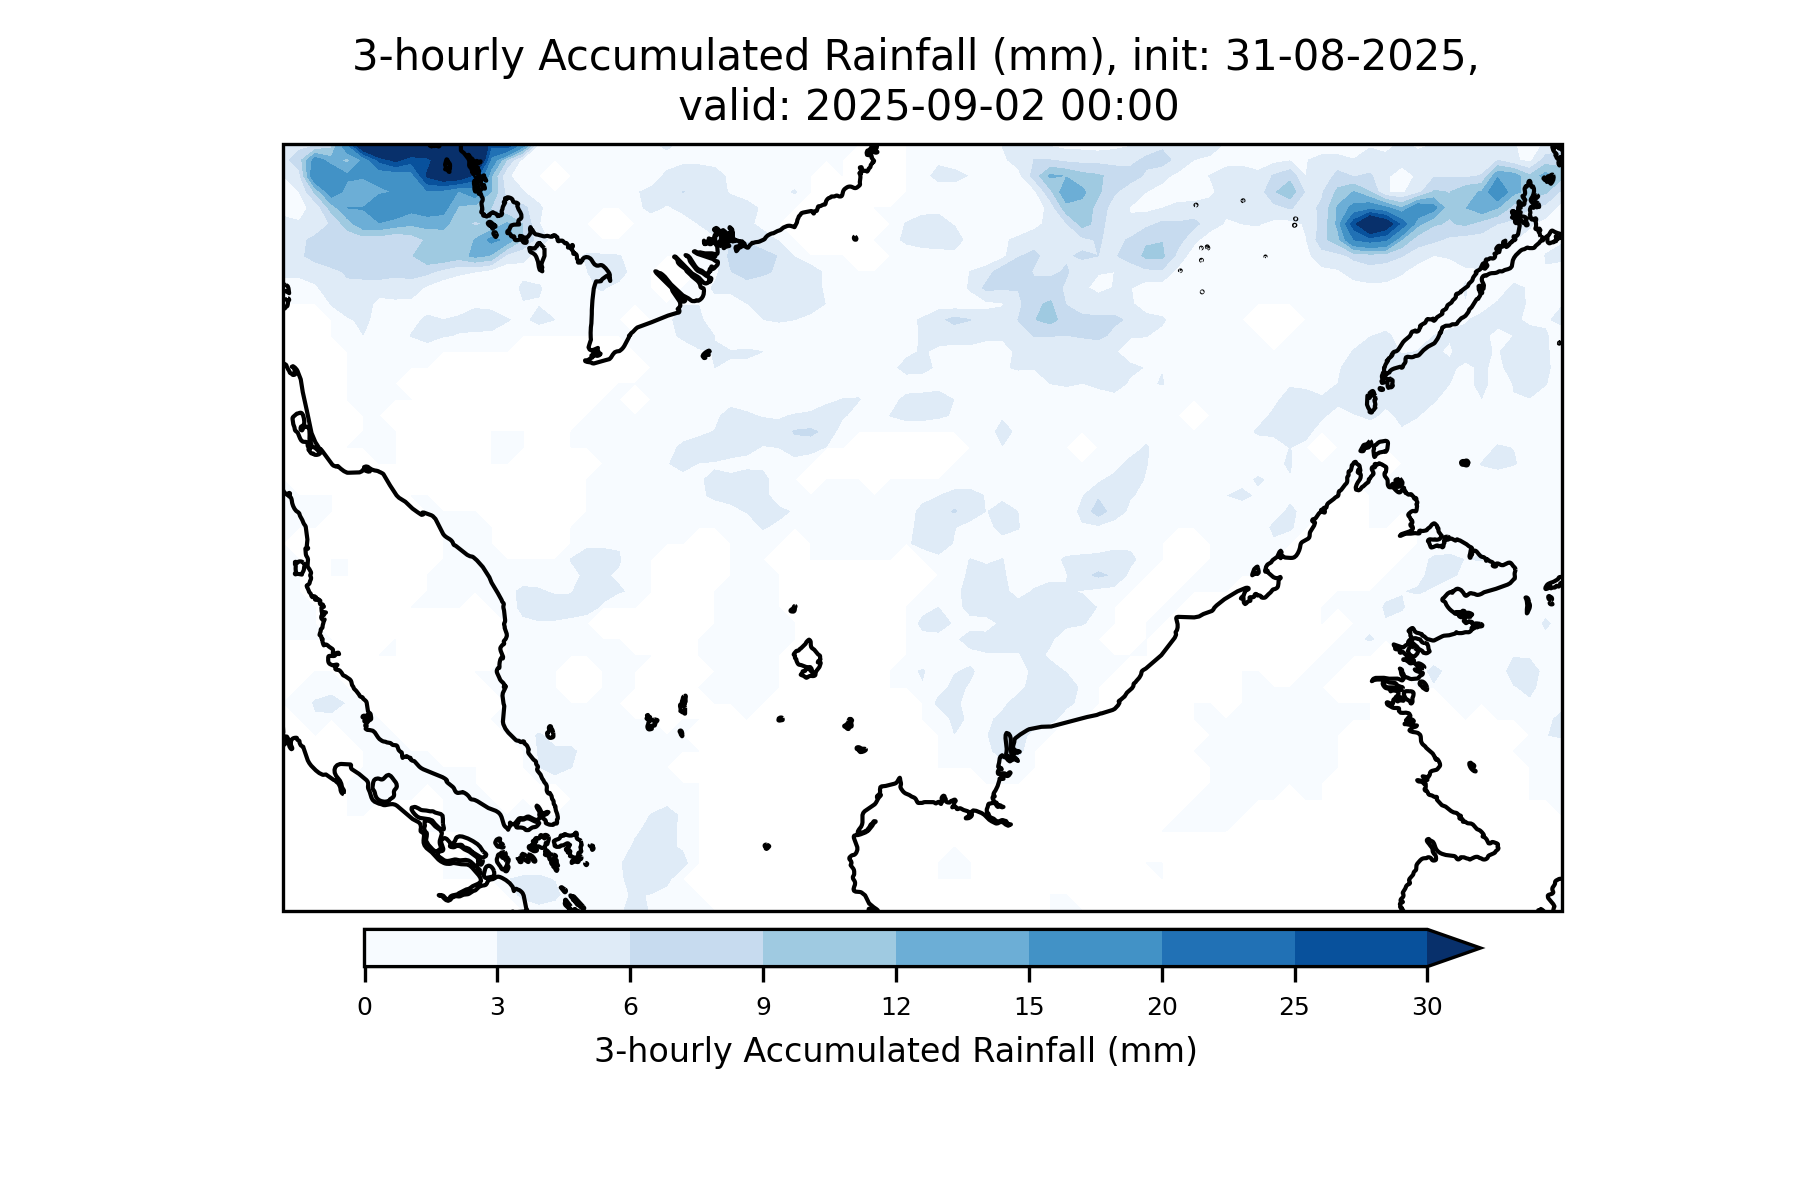 3-hourly Accumulated Rainfall (mm), init: 31-08-2025,
valid: 2025-09-02 00:00
0 3 6 9 12 15 20 25 30
3-hourly Accumulated Rainfall (mm)